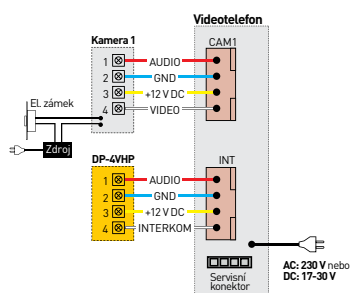 Videotelefon
Kamera 1
CAM1
1 AUDIO
2 GND
3 +12 V DC
4 VIDEO
El. zámek
Zdroj
DP-4VHP
INT
1 AUDIO
2 GND
3 +12 V DC
4 INTERKOM
Servisní
konektor
AC: 230 V nebo
DC: 17-30 V